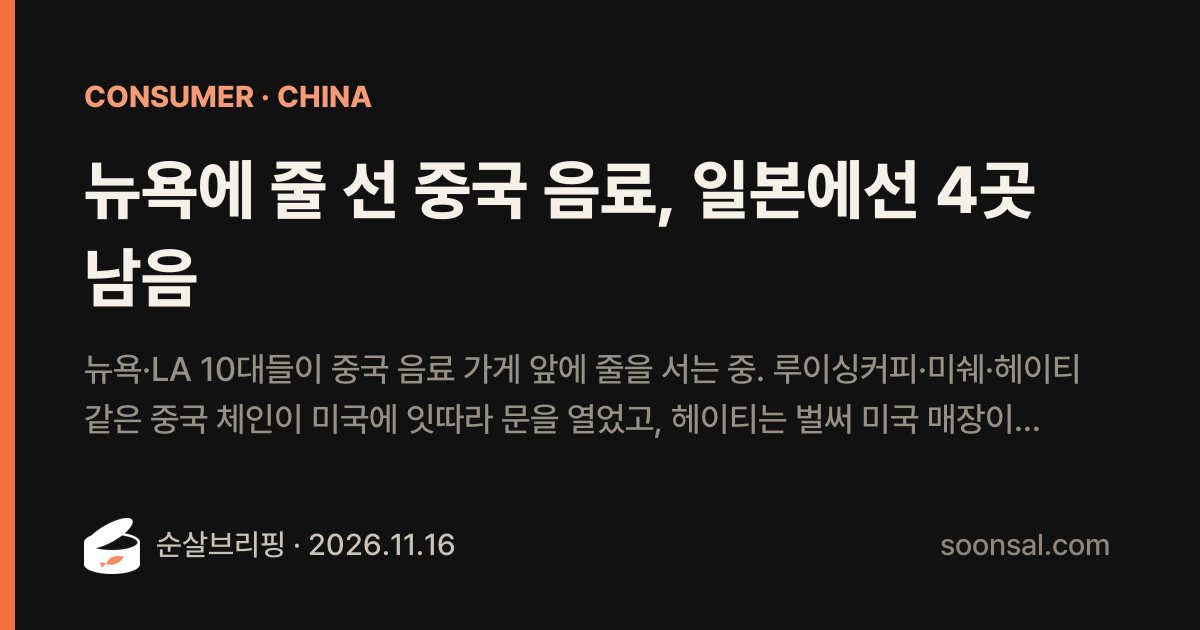 CONSUMER · CHINA
뉴욕에 줄 선 중국 음료, 일본에선 4곳
남음
뉴욕·LA 10대들이 중국 음료 가게 앞에 줄을 서는 중. 루이싱커피·미쉐·헤이티
같은 중국 체인이 미국에 잇따라 문을 열었고, 헤이티는 벌써 미국 매장이...
순살브리핑 · 2026.11.16
soonsal.com